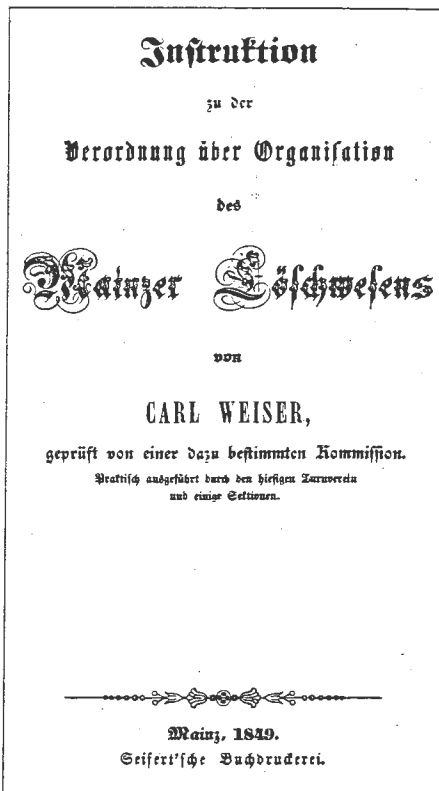 Instruktion
zu der
Verordnung über Organisation
des
Mainzer Löschwesens
von
CARL WEISER,
geprüft von einer dazu bestimmten Kommission.
Praktisch ausgeführt durch den hiesigen Turnverein
und einige Sektionen.
Mainz, 1849.
Seifert'sche Buchdruckerei.